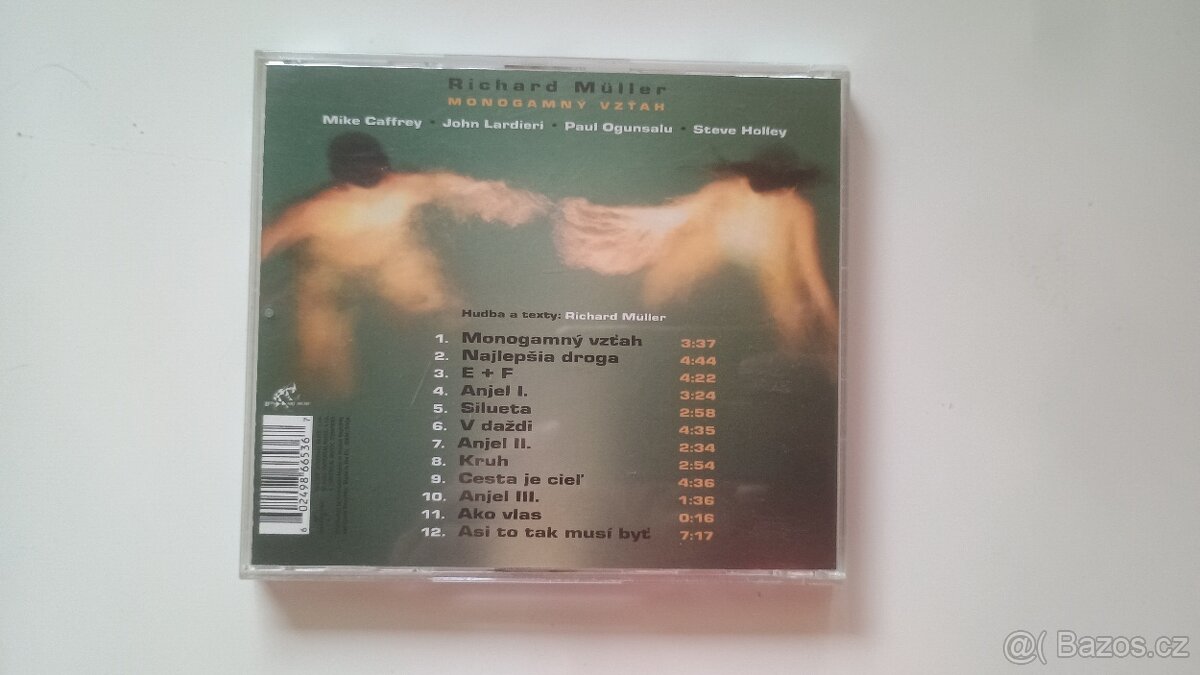 Richard Müller
MONOGAMNÝ VZŤAH
Mike Caffrey • John Lardieri • Paul Ogunsalu • Steve Holley
Hudba a texty: Richard Müller
1. Monogamný vzťah 3:37
2. Najlepšia droga 4:44
3. E + F 4:22
4. Anjel I. 3:24
5. Silueta 2:58
6. V daždi 4:35
7. Anjel II. 2:34
8. Kruh 2:54
9. Cesta je cieľ 4:36
10. Anjel III. 1:36
11. Ako vlas 0:16
12. Asi to tak musí byť 7:17
6 02498 66536 7
@( Bazos.cz